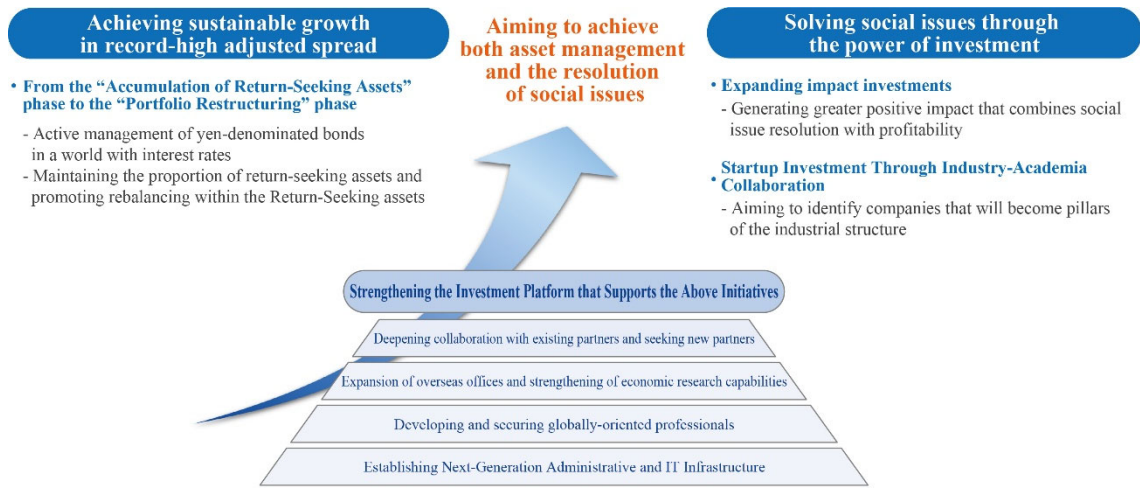 Achieving sustainable growth
in record-high adjusted spread
• From the “Accumulation of Return-Seeking Assets”
phase to the “Portfolio Restructuring” phase
- Active management of yen-denominated bonds
in a world with interest rates
- Maintaining the proportion of return-seeking assets and
promoting rebalancing within the Return-Seeking assets
Aiming to achieve
both asset management
and the resolution
of social issues
Solving social issues through
the power of investment
• Expanding impact investments
- Generating greater positive impact that combines social
issue resolution with profitability
• Startup Investment Through Industry-Academia
Collaboration
- Aiming to identify companies that will become pillars
of the industrial structure
Strengthening the Investment Platform that Supports the Above Initiatives
Deepening collaboration with existing partners and seeking new partners
Expansion of overseas offices and strengthening of economic research capabilities
Developing and securing globally-oriented professionals
Establishing Next-Generation Administrative and IT Infrastructure